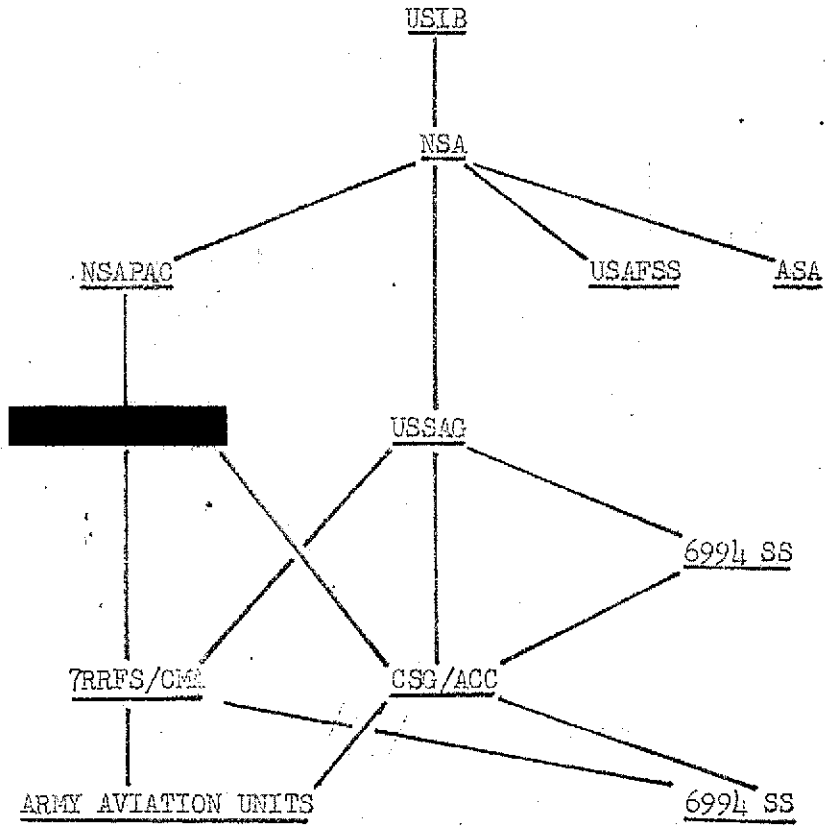 USIB
NSA
NSAPAC USAFSS ASA
USSAG
6994 SS
7RRFS/CMA CSG/ACC
ARMY AVIATION UNITS 6994 SS